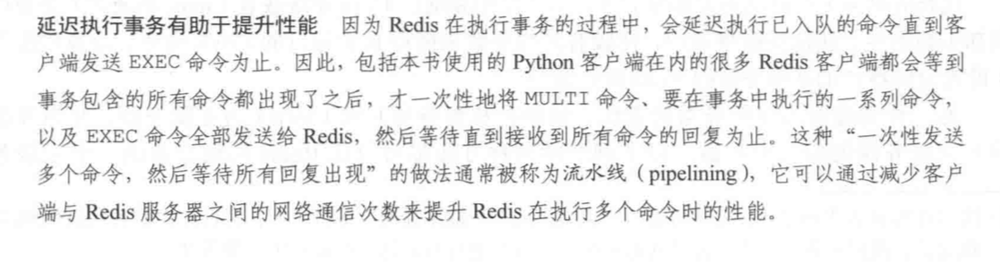 延迟执行事务有助于提升性能　因为 Redis 在执行事务的过程中，会延迟执行已入队的命令直到客
户端发送 EXEC 命令为止。因此，包括本书使用的 Python 客户端在内的很多 Redis 客户端都会等到
事务包含的所有命令都出现了之后，才一次性地将 MULTI 命令、要在事务中执行的一系列命令，
以及 EXEC 命令全部发送给 Redis，然后等待直到接收到所有命令的回复为止。这种“一次性发送
多个命令，然后等待所有回复出现”的做法通常被称为流水线（pipelining），它可以通过减少客户
端与 Redis 服务器之间的网络通信次数来提升 Redis 在执行多个命令时的性能。